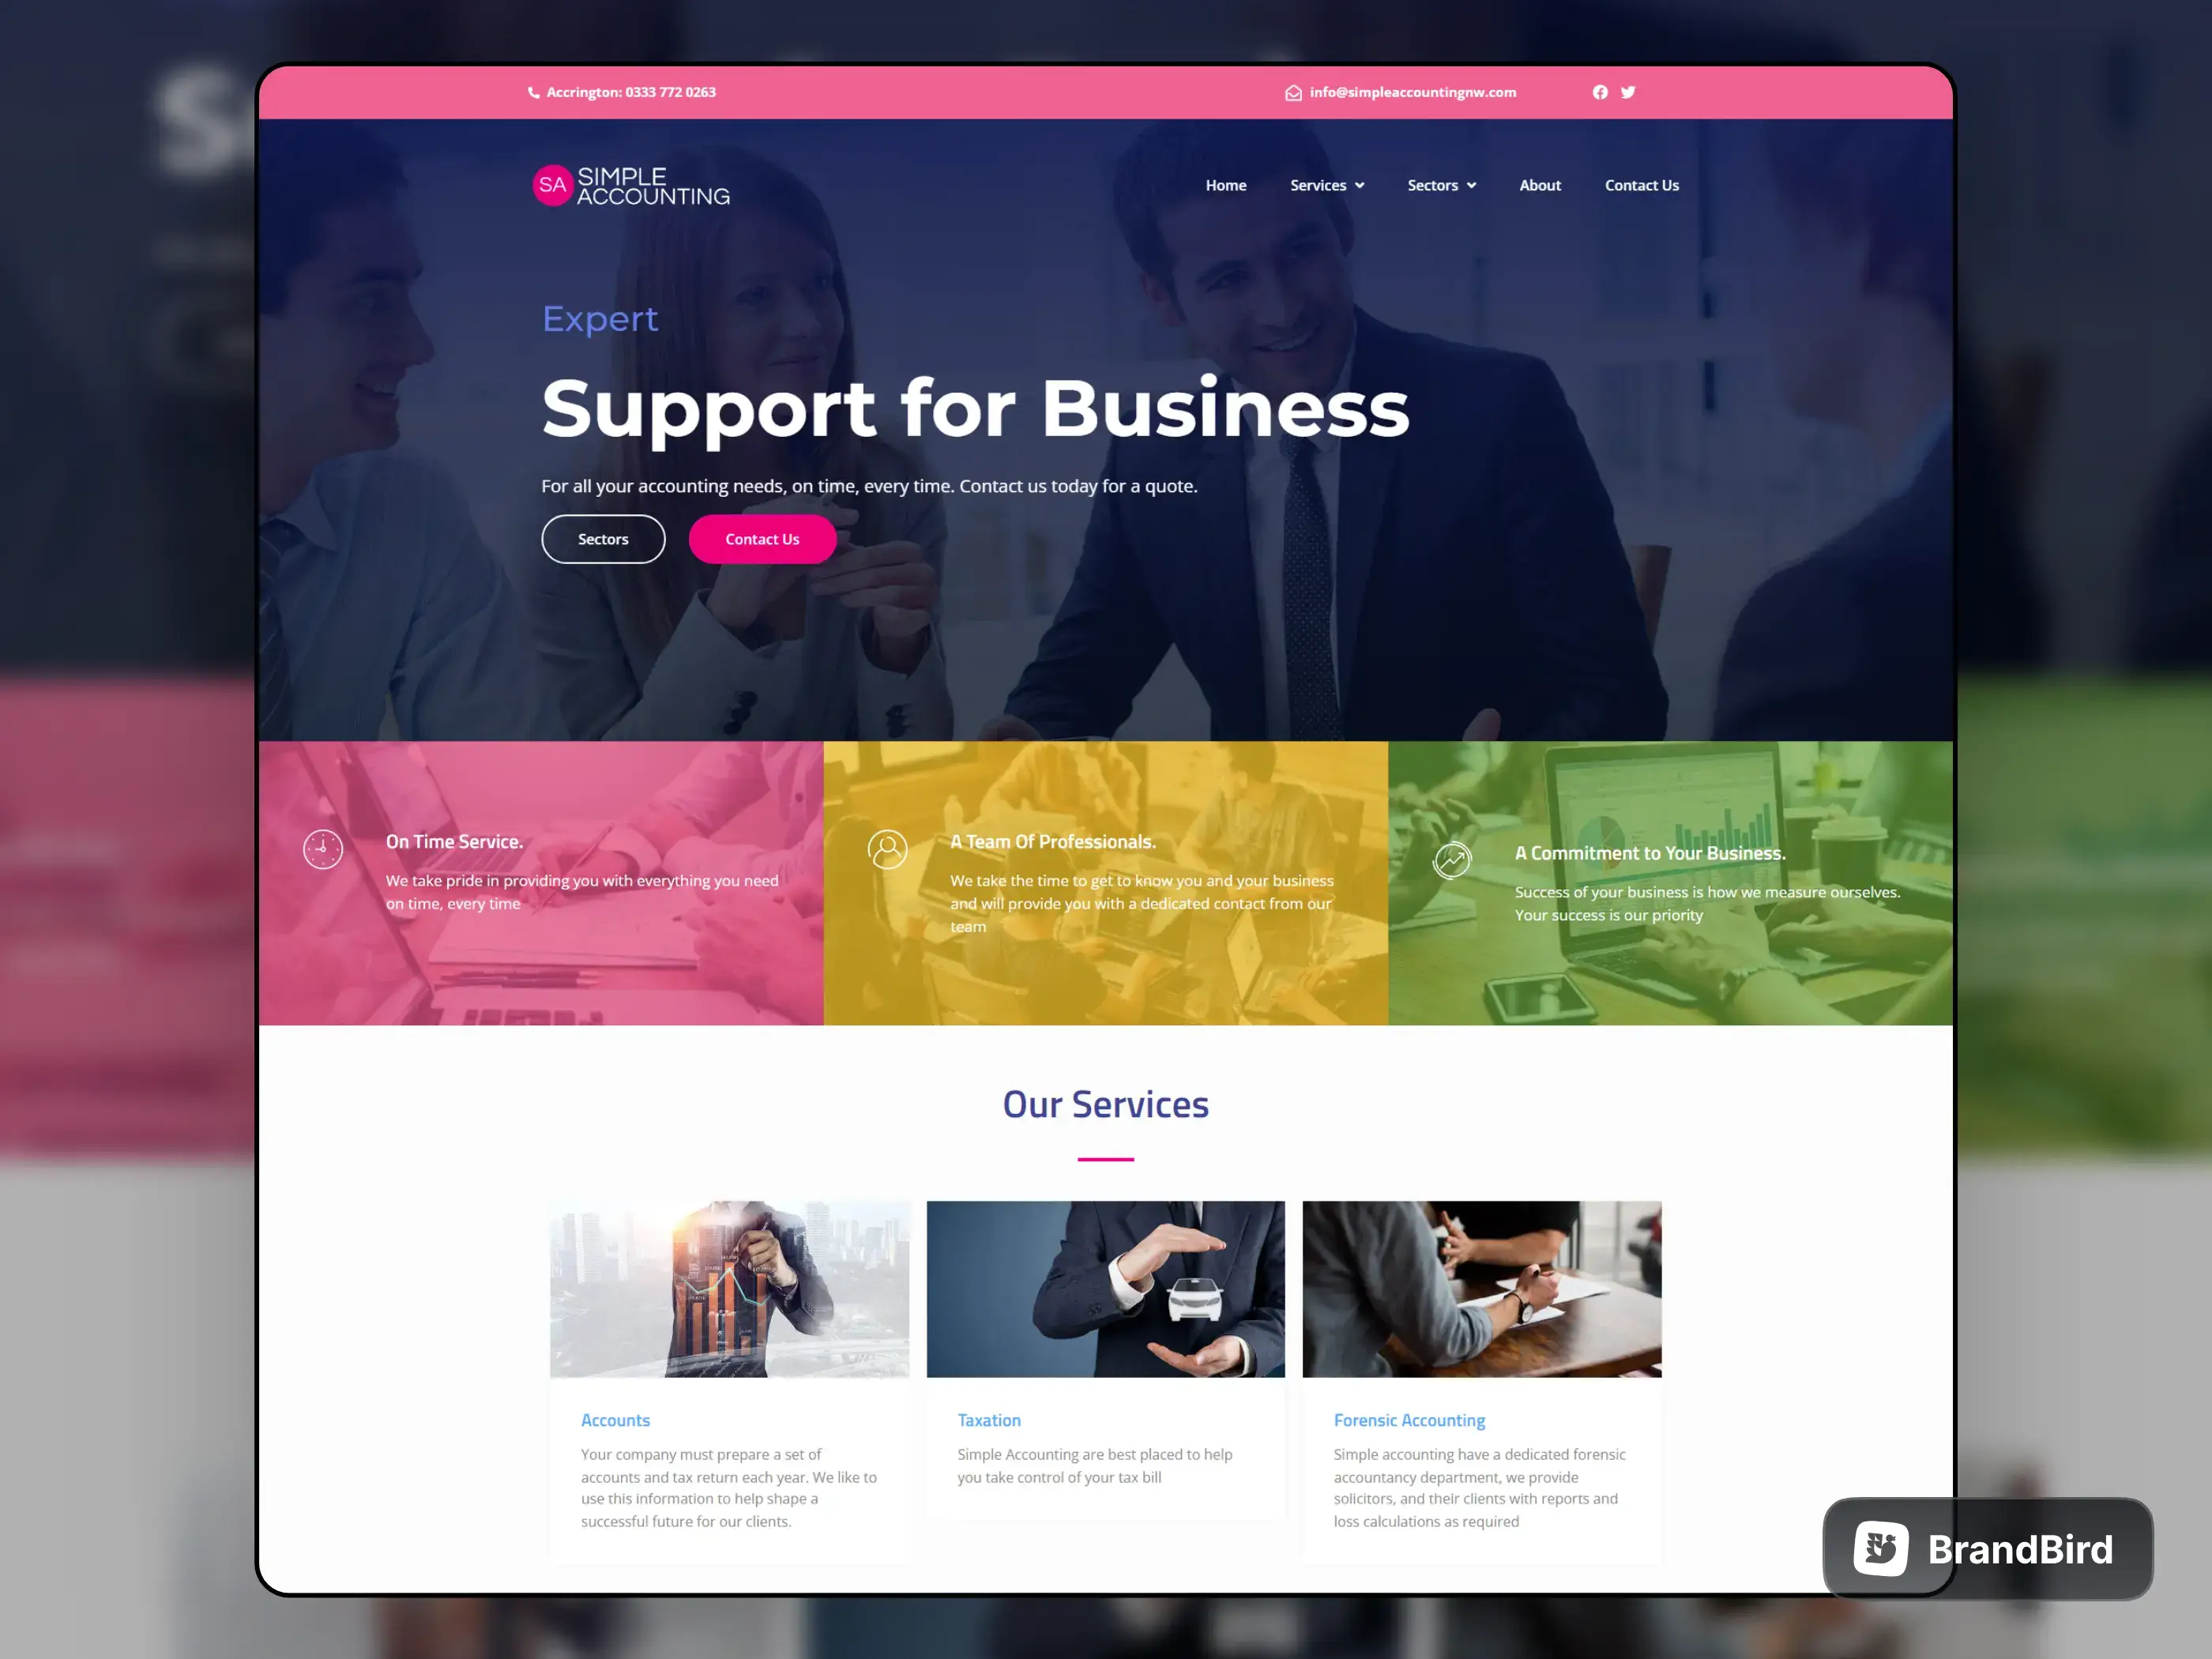 Accrington: 0333 772 0263
info@simpleaccountingnw.com
SA SIMPLE
ACCOUNTING
Home
Services
Sectors
About
Contact Us
Expert
Support for Business
For all your accounting needs, on time, every time. Contact us today for a quote.
Sectors
Contact Us
On Time Service.
We take pride in providing you with everything you need
on time, every time
A Team Of Professionals.
We take the time to get to know you and your business
and will provide you with a dedicated contact from our
team
A Commitment to Your Business.
Success of your business is how we measure ourselves.
Your success is our priority
Our Services
Accounts
Your company must prepare a set of
accounts and tax return each year. We like to
use this information to help shape a
successful future for our clients.
Taxation
Simple Accounting are best placed to help
you take control of your tax bill
Forensic Accounting
Simple accounting have a dedicated forensic
accountancy department, we provide
solicitors, and their clients with reports and
loss calculations as required
BrandBird